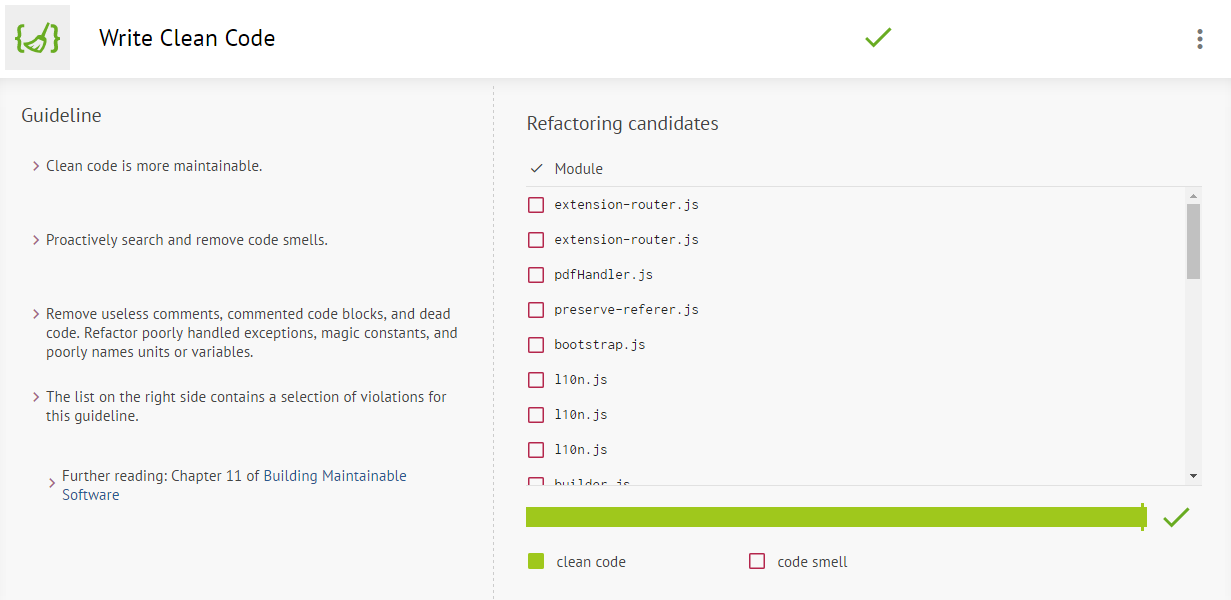 Write Clean Code
Guideline
Clean code is more maintainable.
Proactively search and remove code smells.
Remove useless comments, commented code blocks, and dead
code. Refactor poorly handled exceptions, magic constants, and
poorly names units or variables.
The list on the right side contains a selection of violations for
this guideline.
Further reading: Chapter 11 of Building Maintainable
Software
Refactoring candidates
Module
extension-router.js
extension-router.js
pdfHandler.js
preserve-referer.js
bootstrap.js
l10n.js
l10n.js
l10n.js
builder.js
clean code
code smell